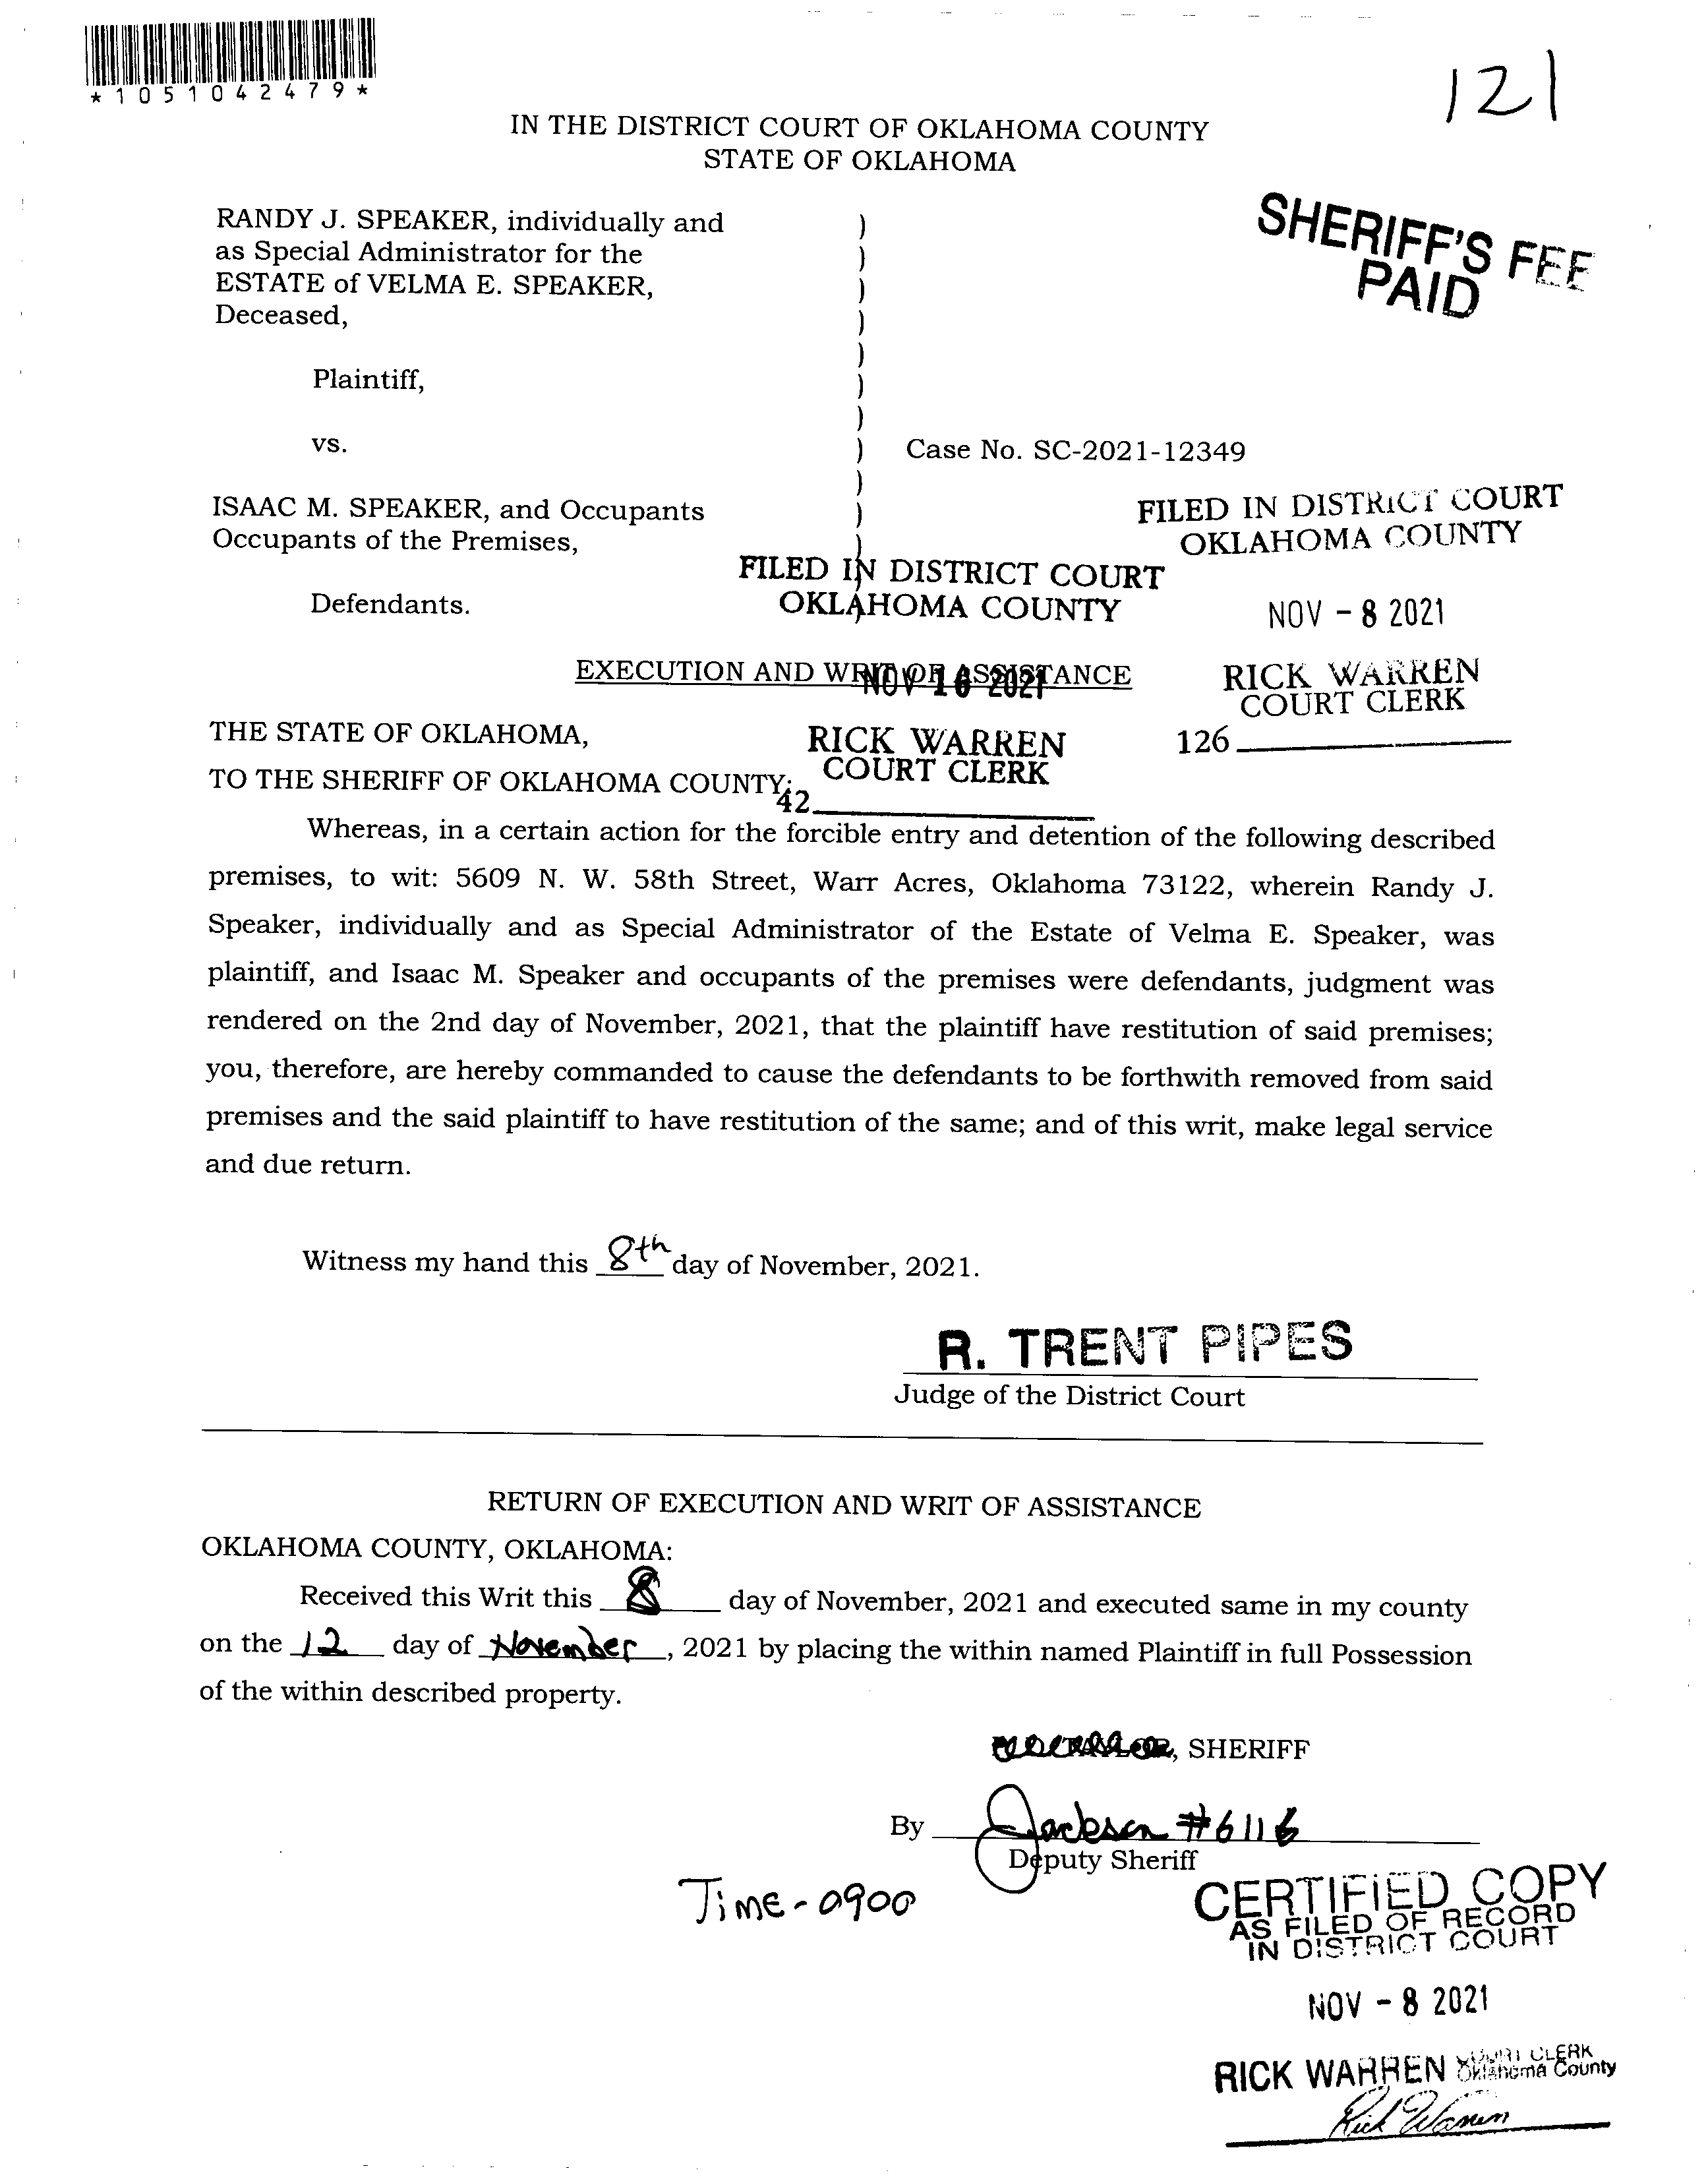 *1051042479*
121
IN THE DISTRICT COURT OF OKLAHOMA COUNTY
STATE OF OKLAHOMA
SHERIFF'S FEE
PAID
RANDY J. SPEAKER, individually and )
as Special Administrator for the )
ESTATE of VELMA E. SPEAKER, )
Deceased, )
)
Plaintiff, )
)
vs. ) Case No. SC-2021-12349
)
ISAAC M. SPEAKER, and Occupants )
Occupants of the Premises, )
Defendants. )
FILED IN DISTRICT COURT
OKLAHOMA COUNTY
NOV - 8 2021
RICK WARREN
COURT CLERK
126
FILED IN DISTRICT COURT
OKLAHOMA COUNTY
NOV 16 2021
RICK WARREN
COURT CLERK
42
EXECUTION AND WRIT OF ASSISTANCE
THE STATE OF OKLAHOMA,
TO THE SHERIFF OF OKLAHOMA COUNTY:
Whereas, in a certain action for the forcible entry and detention of the following described
premises, to wit: 5609 N. W. 58th Street, Warr Acres, Oklahoma 73122, wherein Randy J.
Speaker, individually and as Special Administrator of the Estate of Velma E. Speaker, was
plaintiff, and Isaac M. Speaker and occupants of the premises were defendants, judgment was
rendered on the 2nd day of November, 2021, that the plaintiff have restitution of said premises;
you, therefore, are hereby commanded to cause the defendants to be forthwith removed from said
premises and the said plaintiff to have restitution of the same; and of this writ, make legal service
and due return.
Witness my hand this 8th day of November, 2021.
R. TRENT PIPES
Judge of the District Court
RETURN OF EXECUTION AND WRIT OF ASSISTANCE
OKLAHOMA COUNTY, OKLAHOMA:
Received this Writ this 8 day of November, 2021 and executed same in my county
on the 12 day of November, 2021 by placing the within named Plaintiff in full Possession
of the within described property.
, SHERIFF
By Jackson #6116
Deputy Sheriff
Time - 0900
CERTIFIED COPY
AS FILED OF RECORD
IN DISTRICT COURT
NOV - 8 2021
RICK WARREN COURT CLERK
Oklahoma County
Rick Warren